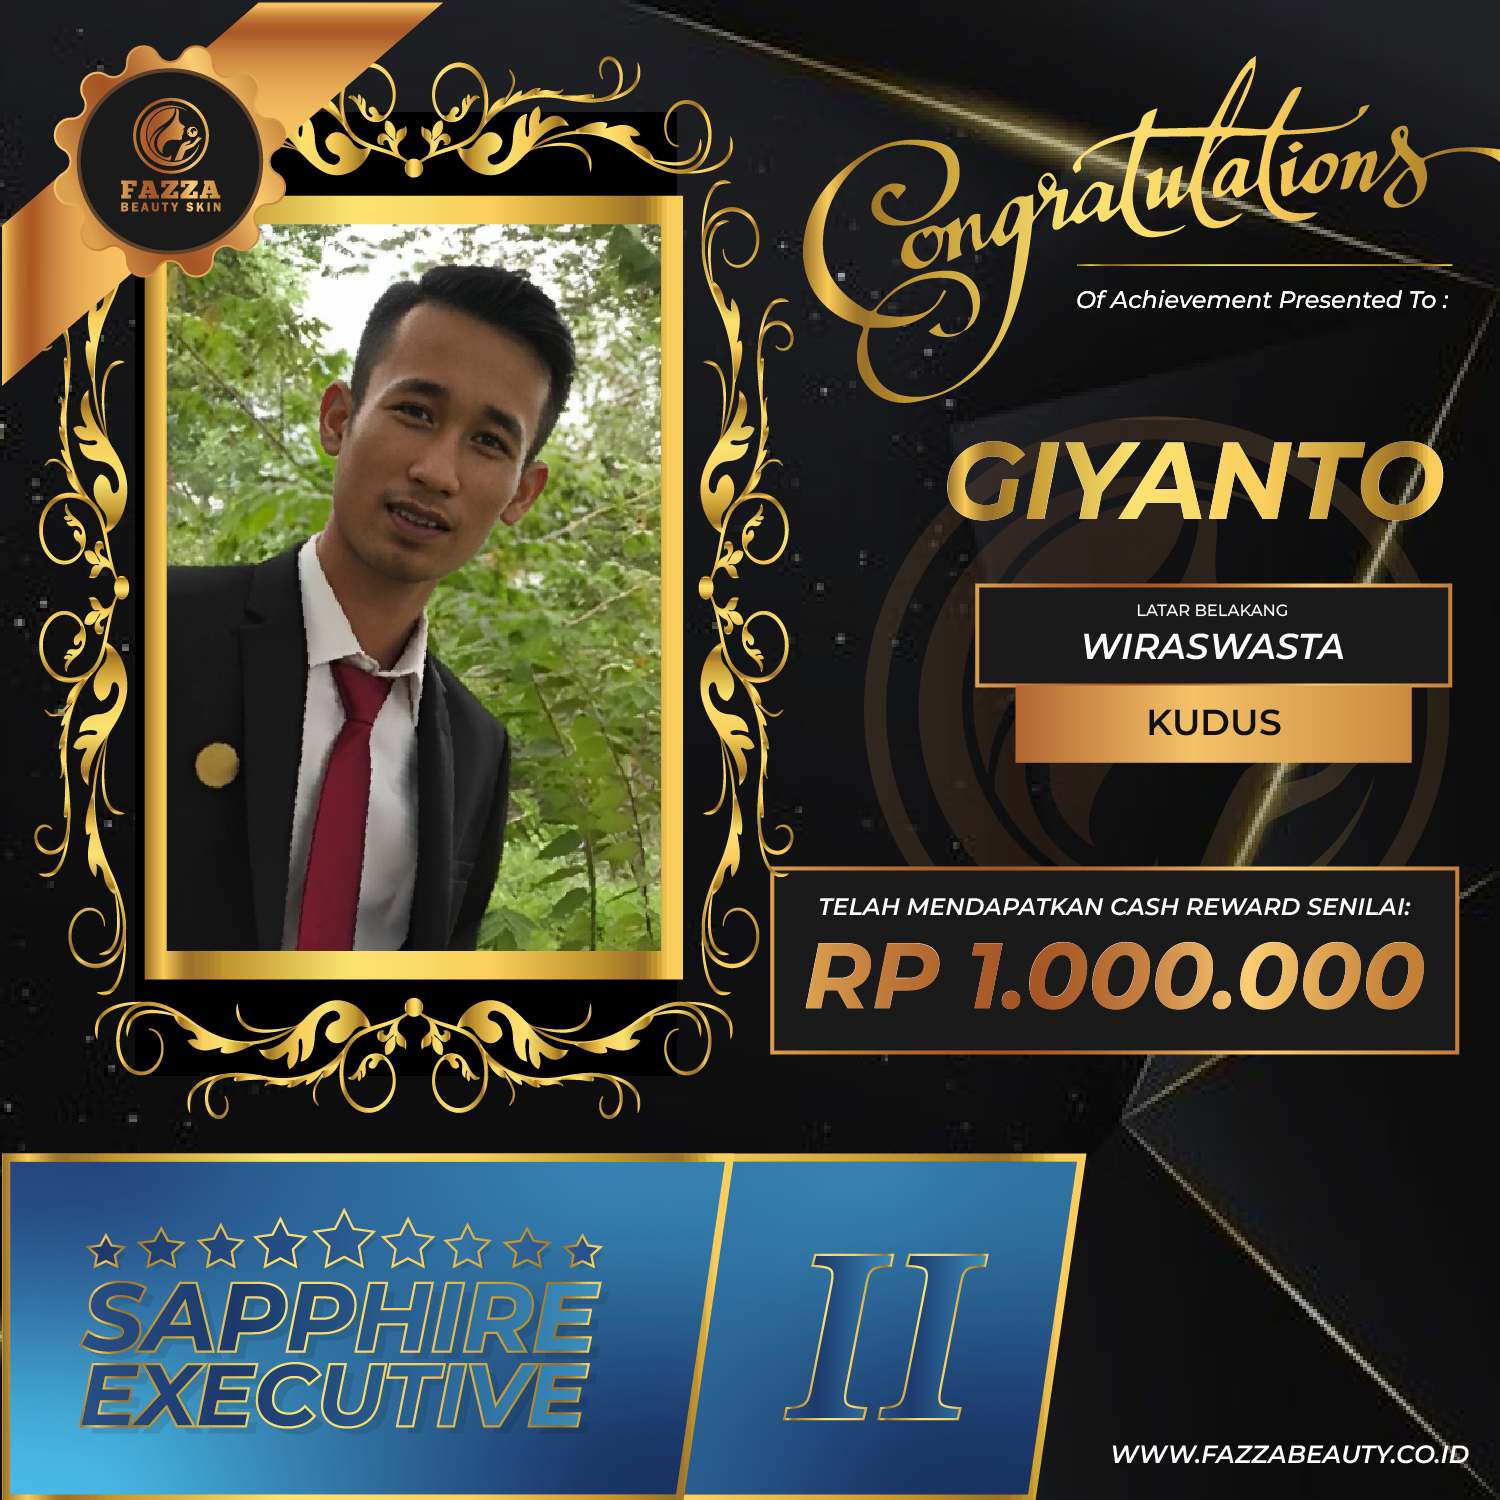 FAZZA
BEAUTY SKIN
Congratulations
Of Achievement Presented To :
GIYANTO
LATAR BELAKANG
WIRASWASTA
KUDUS
TELAH MENDAPATKAN CASH REWARD SENILAI:
RP 1.000.000
SAPPHIRE
EXECUTIVE
II
WWW.FAZZABEAUTY.CO.ID